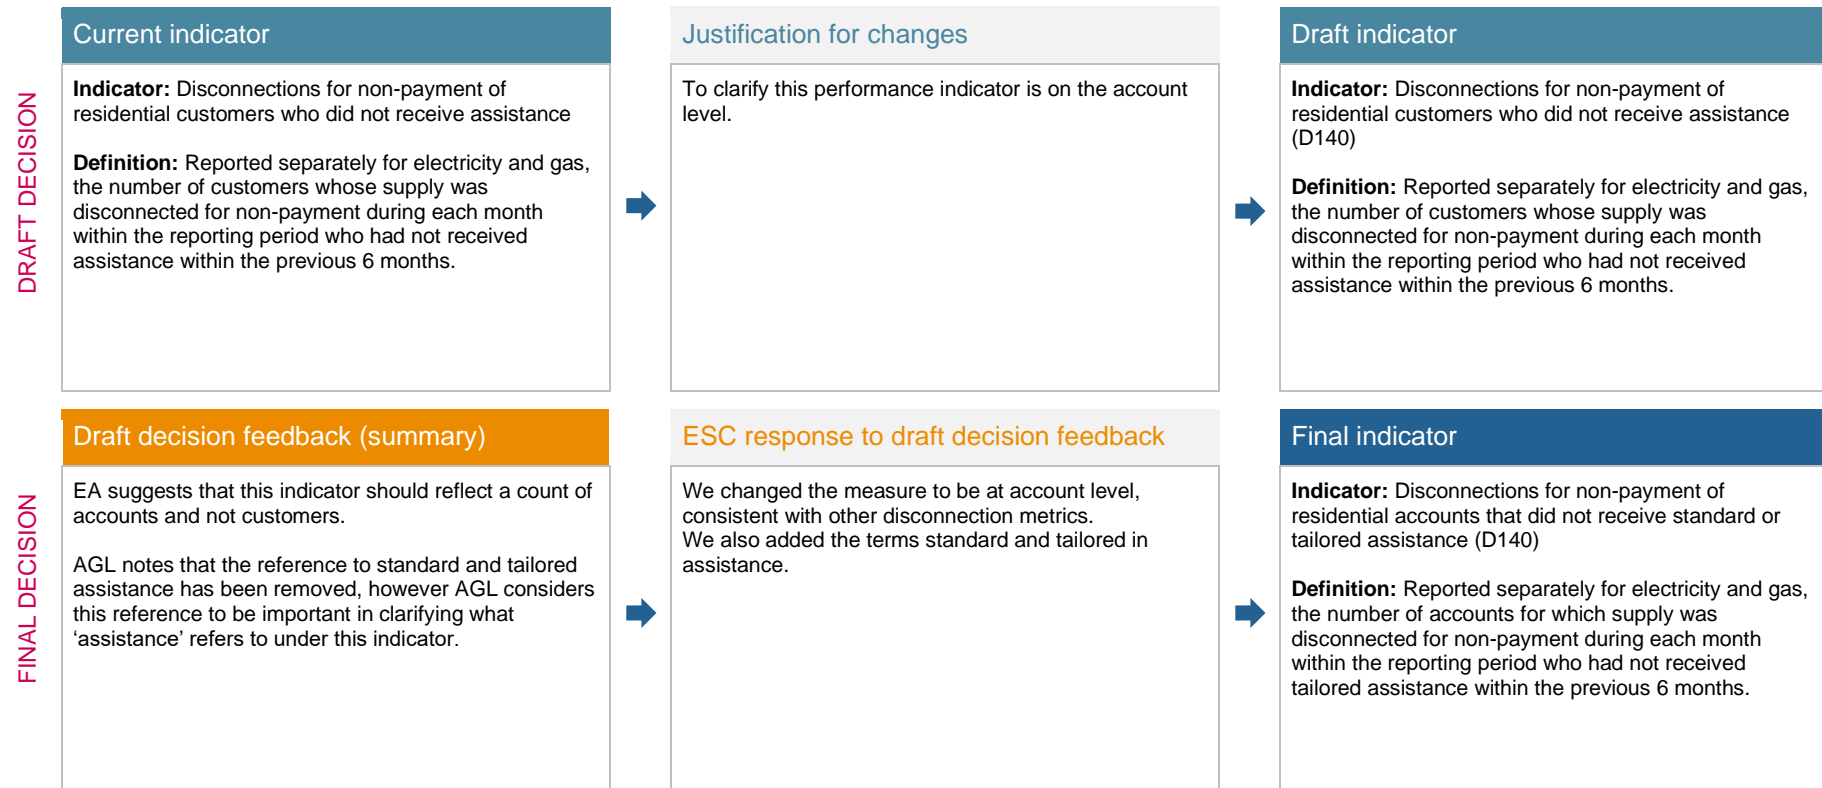 DRAFT DECISION
Current indicator
Indicator: Disconnections for non-payment of
residential customers who did not receive assistance
Definition: Reported separately for electricity and gas,
the number of customers whose supply was
disconnected for non-payment during each month
within the reporting period who had not received
assistance within the previous 6 months.
Justification for changes
To clarify this performance indicator is on the account
level.
Draft indicator
Indicator: Disconnections for non-payment of
residential customers who did not receive assistance
(D140)
Definition: Reported separately for electricity and gas,
the number of customers whose supply was
disconnected for non-payment during each month
within the reporting period who had not received
assistance within the previous 6 months.
FINAL DECISION
Draft decision feedback (summary)
EA suggests that this indicator should reflect a count of
accounts and not customers.
AGL notes that the reference to standard and tailored
assistance has been removed, however AGL considers
this reference to be important in clarifying what
‘assistance’ refers to under this indicator.
ESC response to draft decision feedback
We changed the measure to be at account level,
consistent with other disconnection metrics.
We also added the terms standard and tailored in
assistance.
Final indicator
Indicator: Disconnections for non-payment of
residential accounts that did not receive standard or
tailored assistance (D140)
Definition: Reported separately for electricity and gas,
the number of accounts for which supply was
disconnected for non-payment during each month
within the reporting period who had not received
tailored assistance within the previous 6 months.